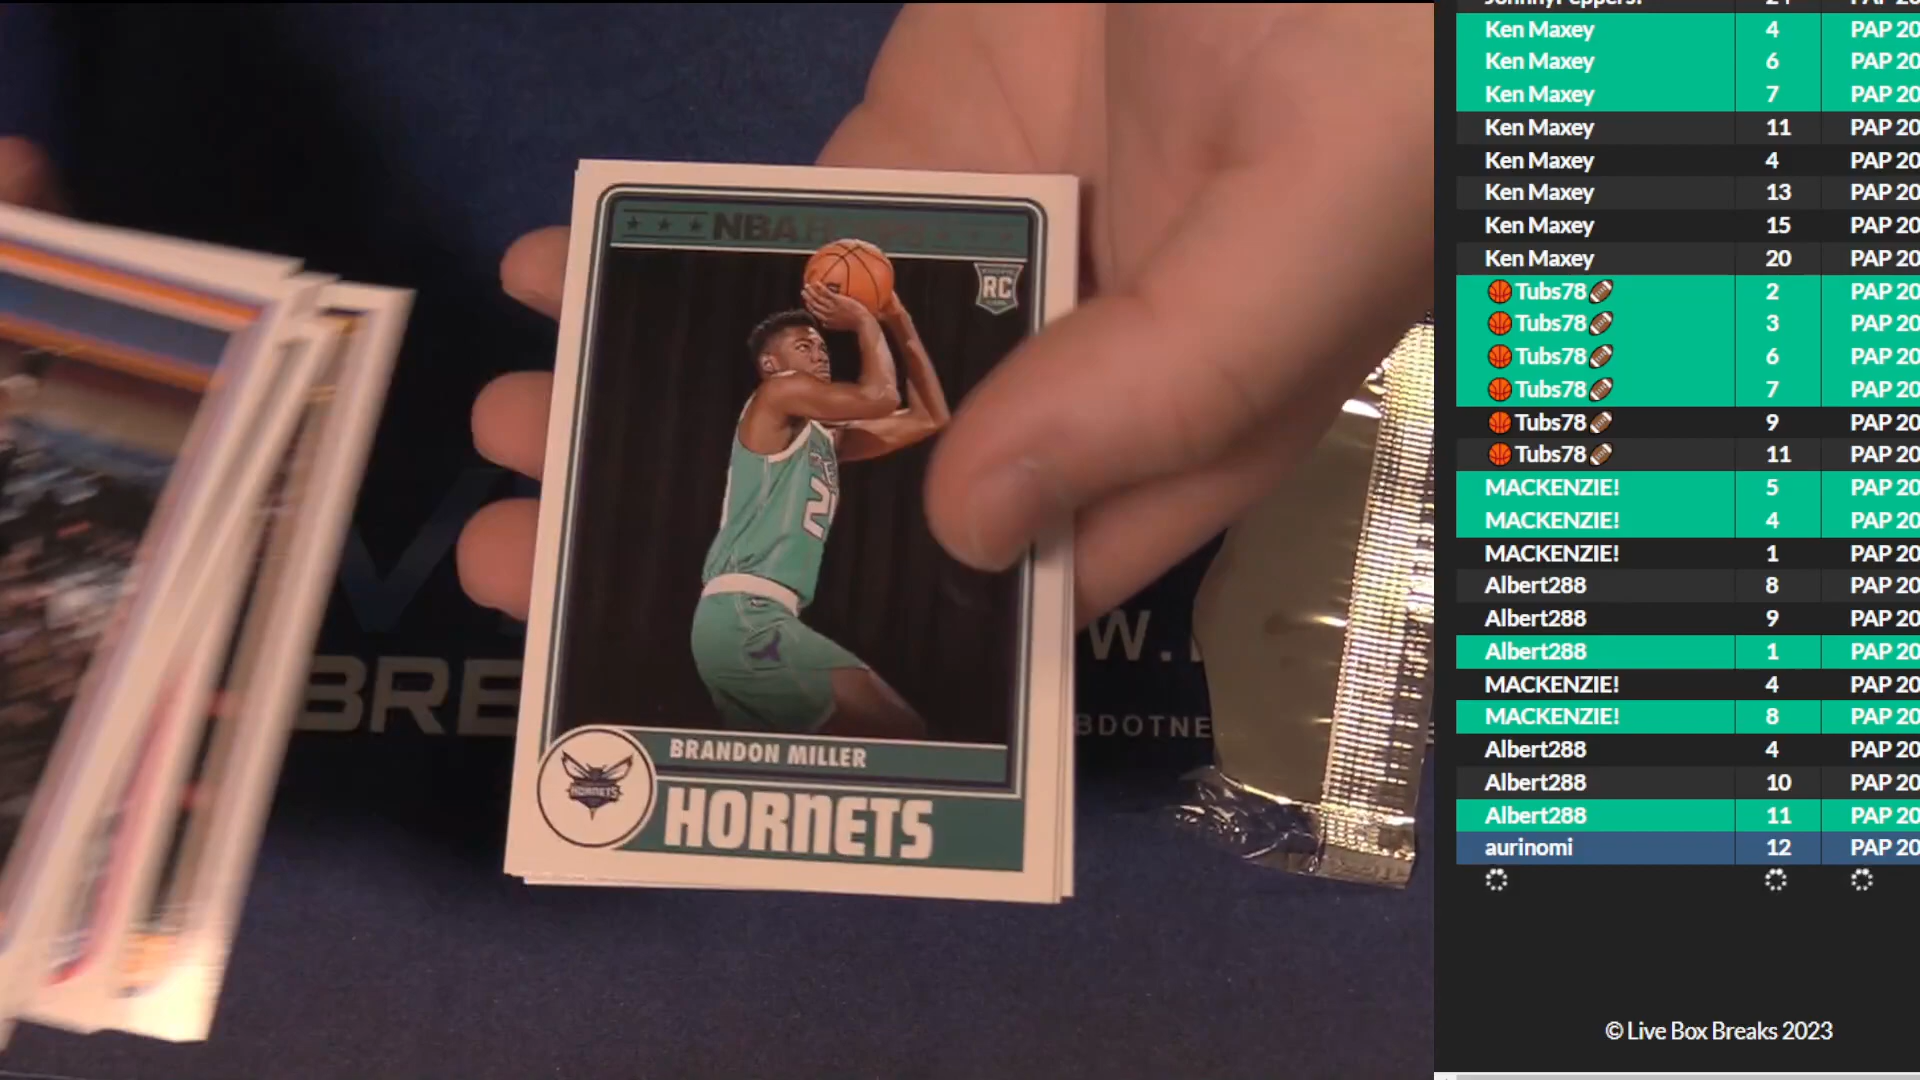 NBA
RC
BRANDON MILLER
HORNETS
HORNETS
BRE
W.
BDOTNE
Ken Maxey 4 PAP 20
Ken Maxey 6 PAP 20
Ken Maxey 7 PAP 20
Ken Maxey 11 PAP 20
Ken Maxey 4 PAP 20
Ken Maxey 13 PAP 20
Ken Maxey 15 PAP 20
Ken Maxey 20 PAP 20
🏀Tubs78🏈 2 PAP 20
🏀Tubs78🏈 3 PAP 20
🏀Tubs78🏈 6 PAP 20
🏀Tubs78🏈 7 PAP 20
🏀Tubs78🏈 9 PAP 20
🏀Tubs78🏈 11 PAP 20
MACKENZIE! 5 PAP 20
MACKENZIE! 4 PAP 20
MACKENZIE! 1 PAP 20
Albert288 8 PAP 20
Albert288 9 PAP 20
Albert288 1 PAP 20
MACKENZIE! 4 PAP 20
MACKENZIE! 8 PAP 20
Albert288 4 PAP 20
Albert288 10 PAP 20
Albert288 11 PAP 20
aurinomi 12 PAP 20
© Live Box Breaks 2023